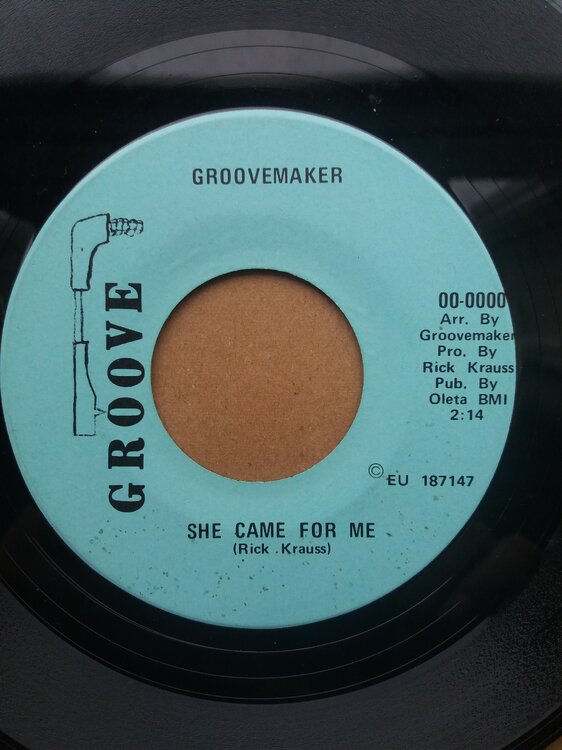 GROOVEMAKER
GROOVE
00-0000
Arr. By
Groovemaker
Pro. By
Rick Krauss
Pub. By
Oleta BMI
2:14
© EU 187147
SHE CAME FOR ME
(Rick .Krauss)